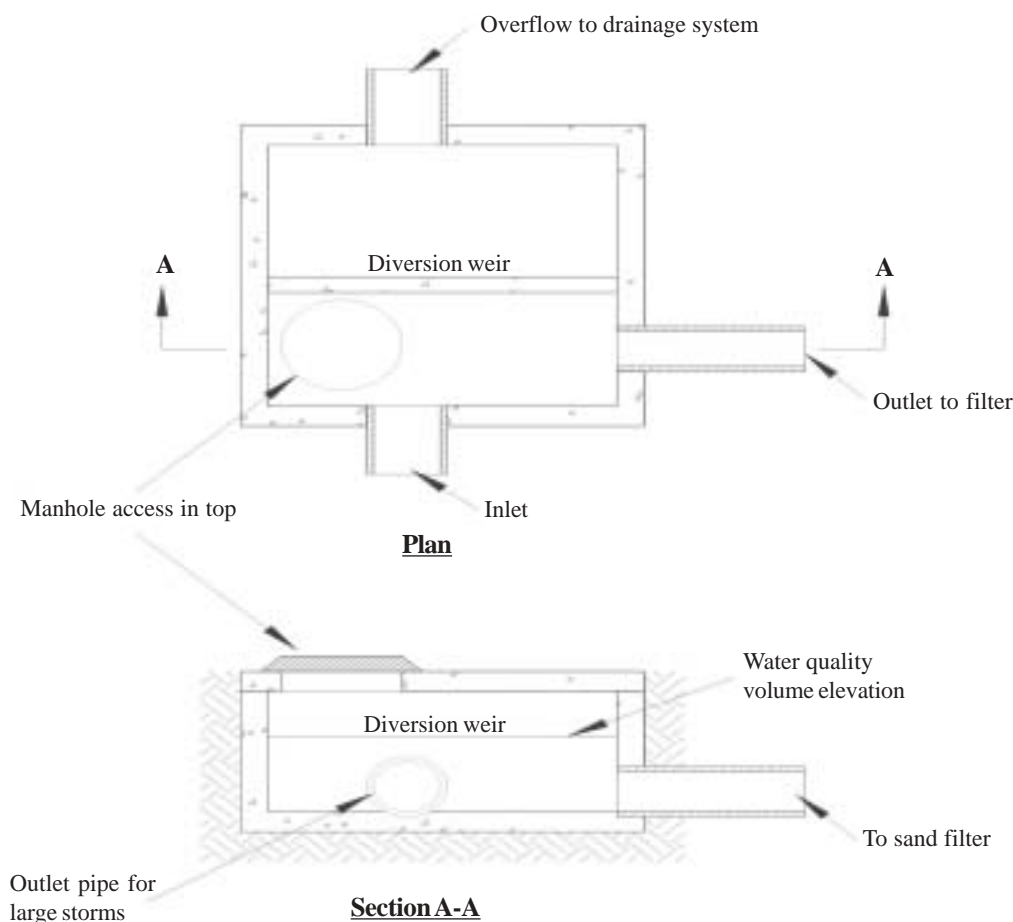 Overflow to drainage system
Diversion weir
A
A
Outlet to filter
Manhole access in top
Inlet
Plan
Water quality
volume elevation
Diversion weir
To sand filter
Outlet pipe for
large storms
Section A-A